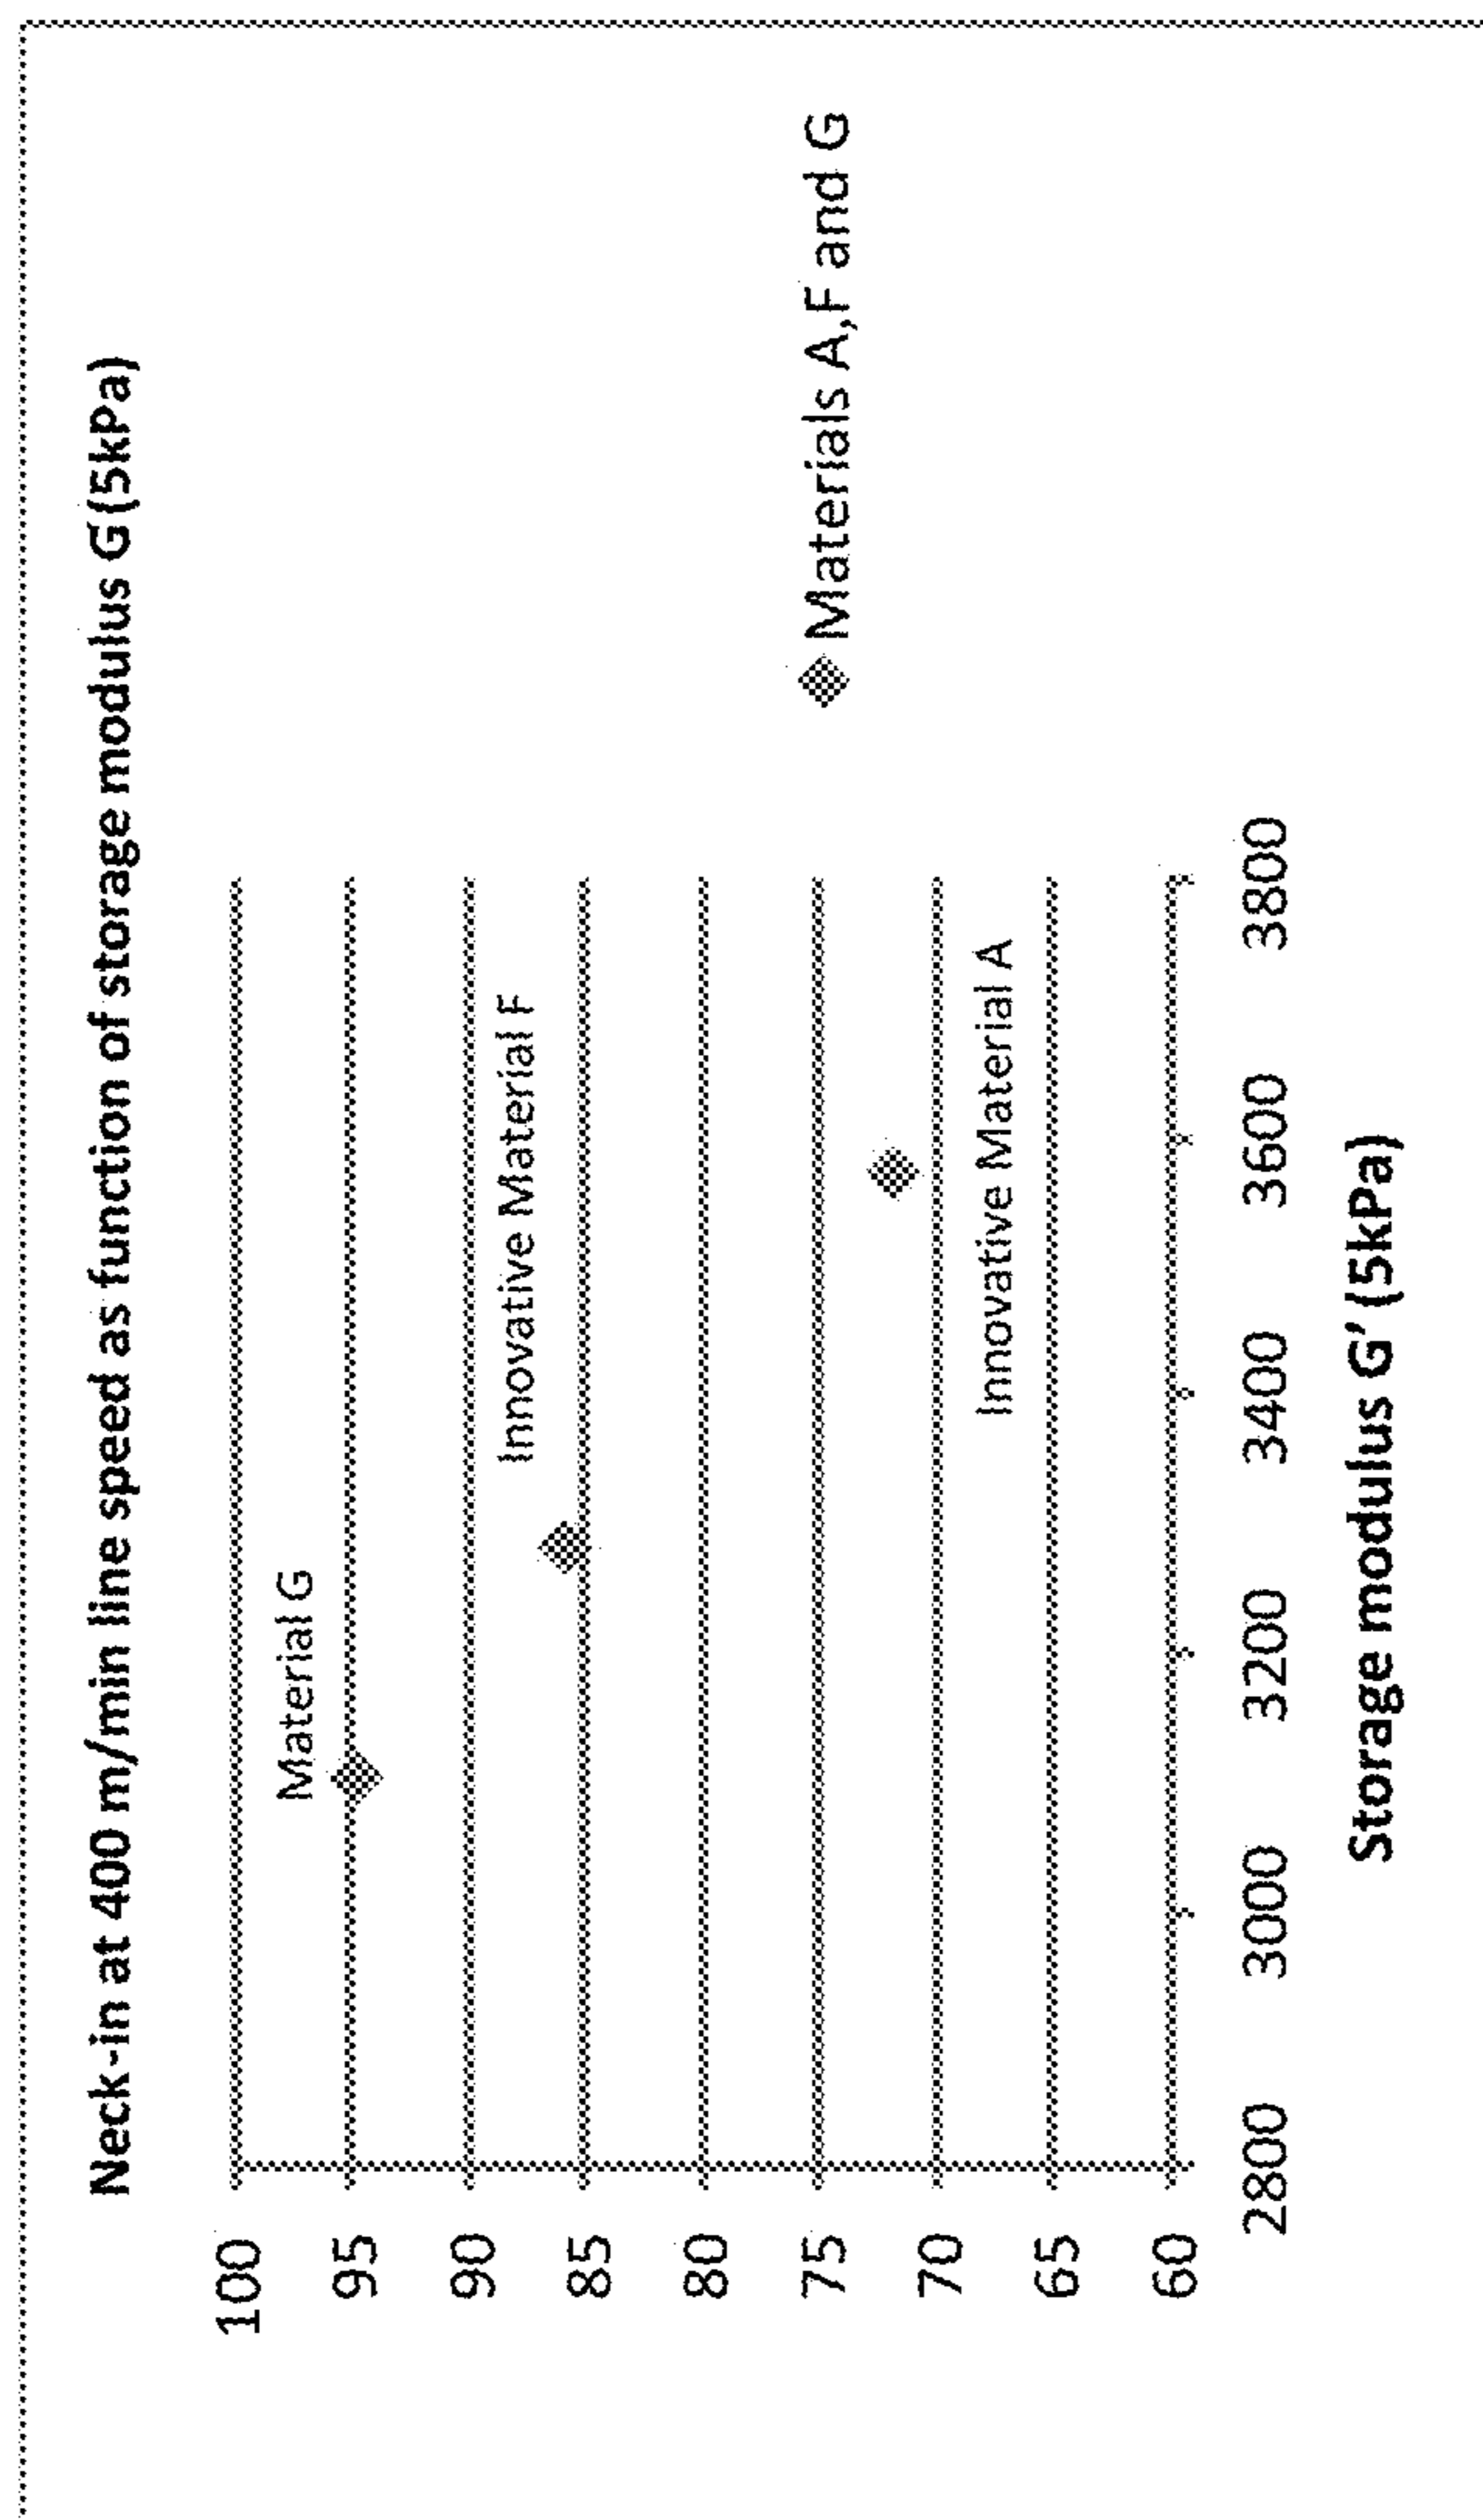 Neck-in at 400 m/min line speed as function of storage modulus G(5kPa)
100
95
90
85
80
75
70
65
60
Material G
Innovative Material F
Innovative Material A
Materials A,F and G
2800 3000 3200 3400 3600 3800
Storage modulus G' (5kPa)